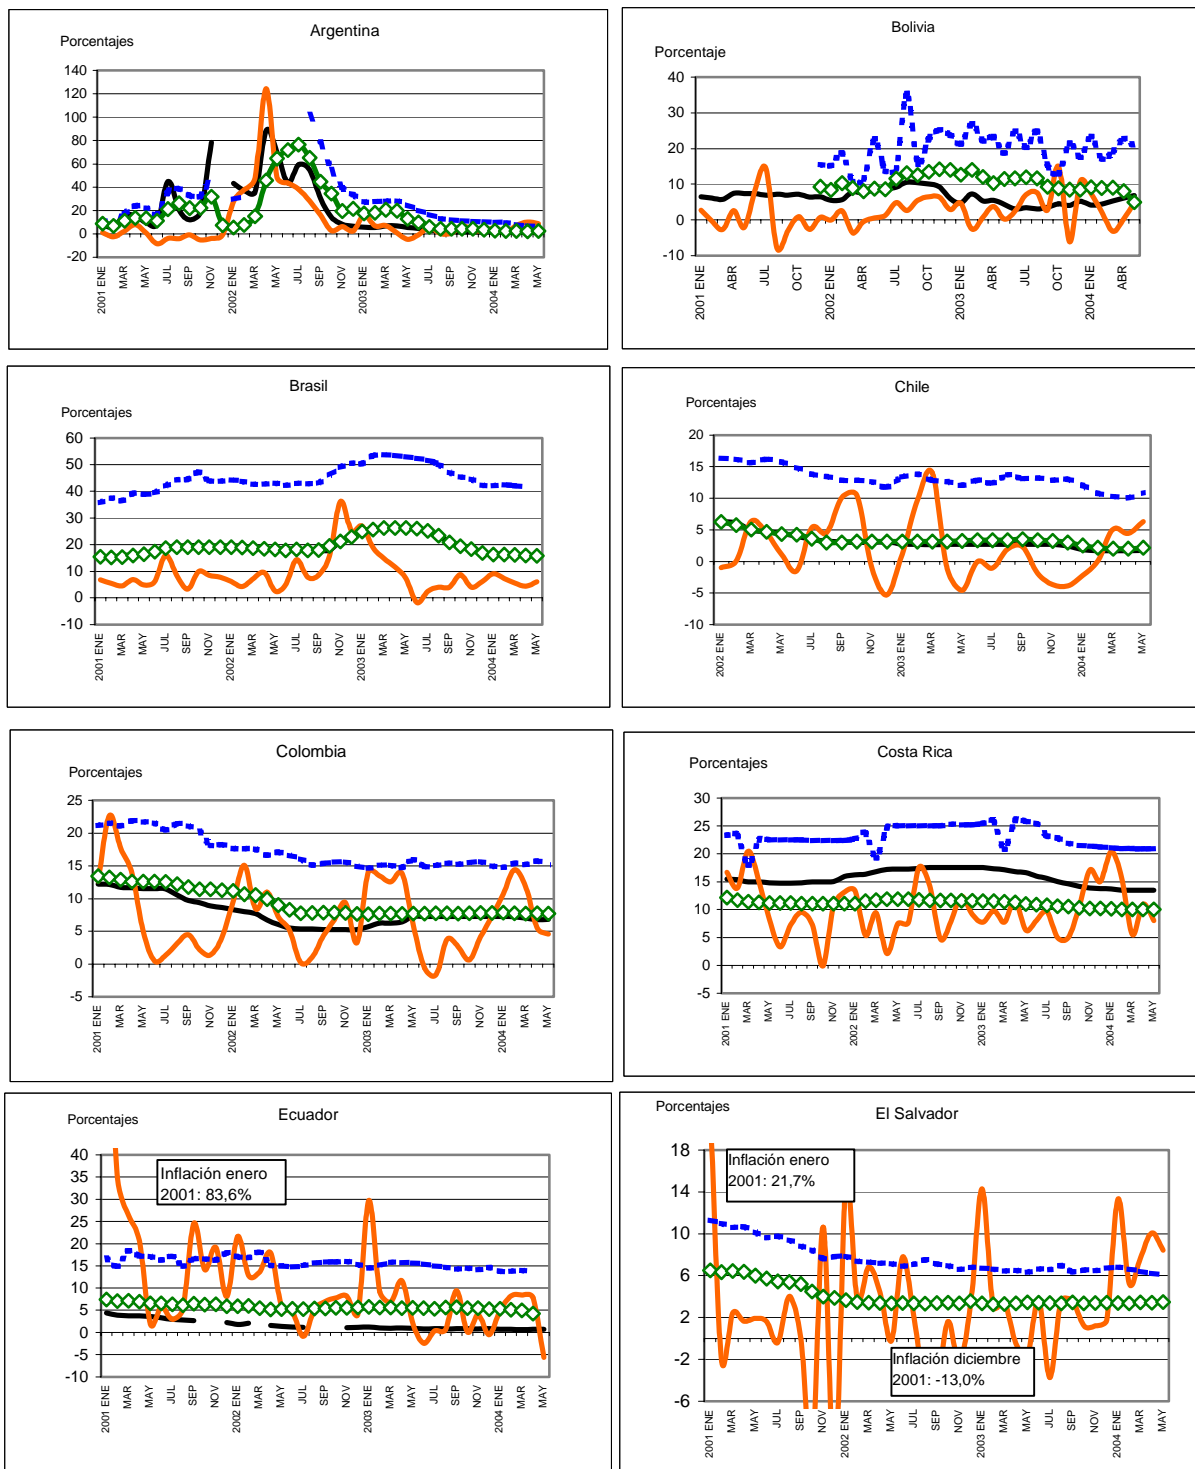 Argentina
Porcentajes
140
120
100
80
60
40
20
0
-20
2001 ENE
MAR
MAY
JUL
SEP
NOV
2002 ENE
MAR
MAY
JUL
SEP
NOV
2003 ENE
MAR
MAY
JUL
SEP
NOV
2004 ENE
MAR
MAY
Bolivia
Porcentaje
40
30
20
10
0
-10
2001 ENE
ABR
JUL
OCT
2002 ENE
ABR
JUL
OCT
2003 ENE
ABR
JUL
OCT
2004 ENE
ABR
Brasil
Porcentajes
60
50
40
30
20
10
0
-10
2001 ENE
MAR
MAY
JUL
SEP
NOV
2002 ENE
MAR
MAY
JUL
SEP
NOV
2003 ENE
MAR
MAY
JUL
SEP
NOV
2004 ENE
MAR
MAY
Chile
Porcentajes
20
15
10
5
0
-5
-10
2002 ENE
MAR
MAY
JUL
SEP
NOV
2003 ENE
MAR
MAY
JUL
SEP
NOV
2004 ENE
MAR
MAY
Colombia
Porcentajes
25
20
15
10
5
0
-5
2001 ENE
MAR
MAY
JUL
SEP
NOV
2002 ENE
MAR
MAY
JUL
SEP
NOV
2003 ENE
MAR
MAY
JUL
SEP
NOV
2004 ENE
MAR
MAY
Costa Rica
Porcentajes
30
25
20
15
10
5
0
-5
2001 ENE
MAR
MAY
JUL
SEP
NOV
2002 ENE
MAR
MAY
JUL
SEP
NOV
2003 ENE
MAR
MAY
JUL
SEP
NOV
2004 ENE
MAR
MAY
Ecuador
Porcentajes
40
35
30
25
20
15
10
5
0
-5
-10
Inflación enero
2001: 83,6%
2001 ENE
MAR
MAY
JUL
SEP
NOV
2002 ENE
MAR
MAY
JUL
SEP
NOV
2003 ENE
MAR
MAY
JUL
SEP
NOV
2004 ENE
MAR
MAY
El Salvador
Porcentajes
18
14
10
6
2
-2
-6
Inflación enero
2001: 21,7%
Inflación diciembre
2001: -13,0%
2001 ENE
MAR
MAY
JUL
SEP
NOV
2002 ENE
MAR
MAY
JUL
SEP
NOV
2003 ENE
MAR
MAY
JUL
SEP
NOV
2004 ENE
MAR
MAY